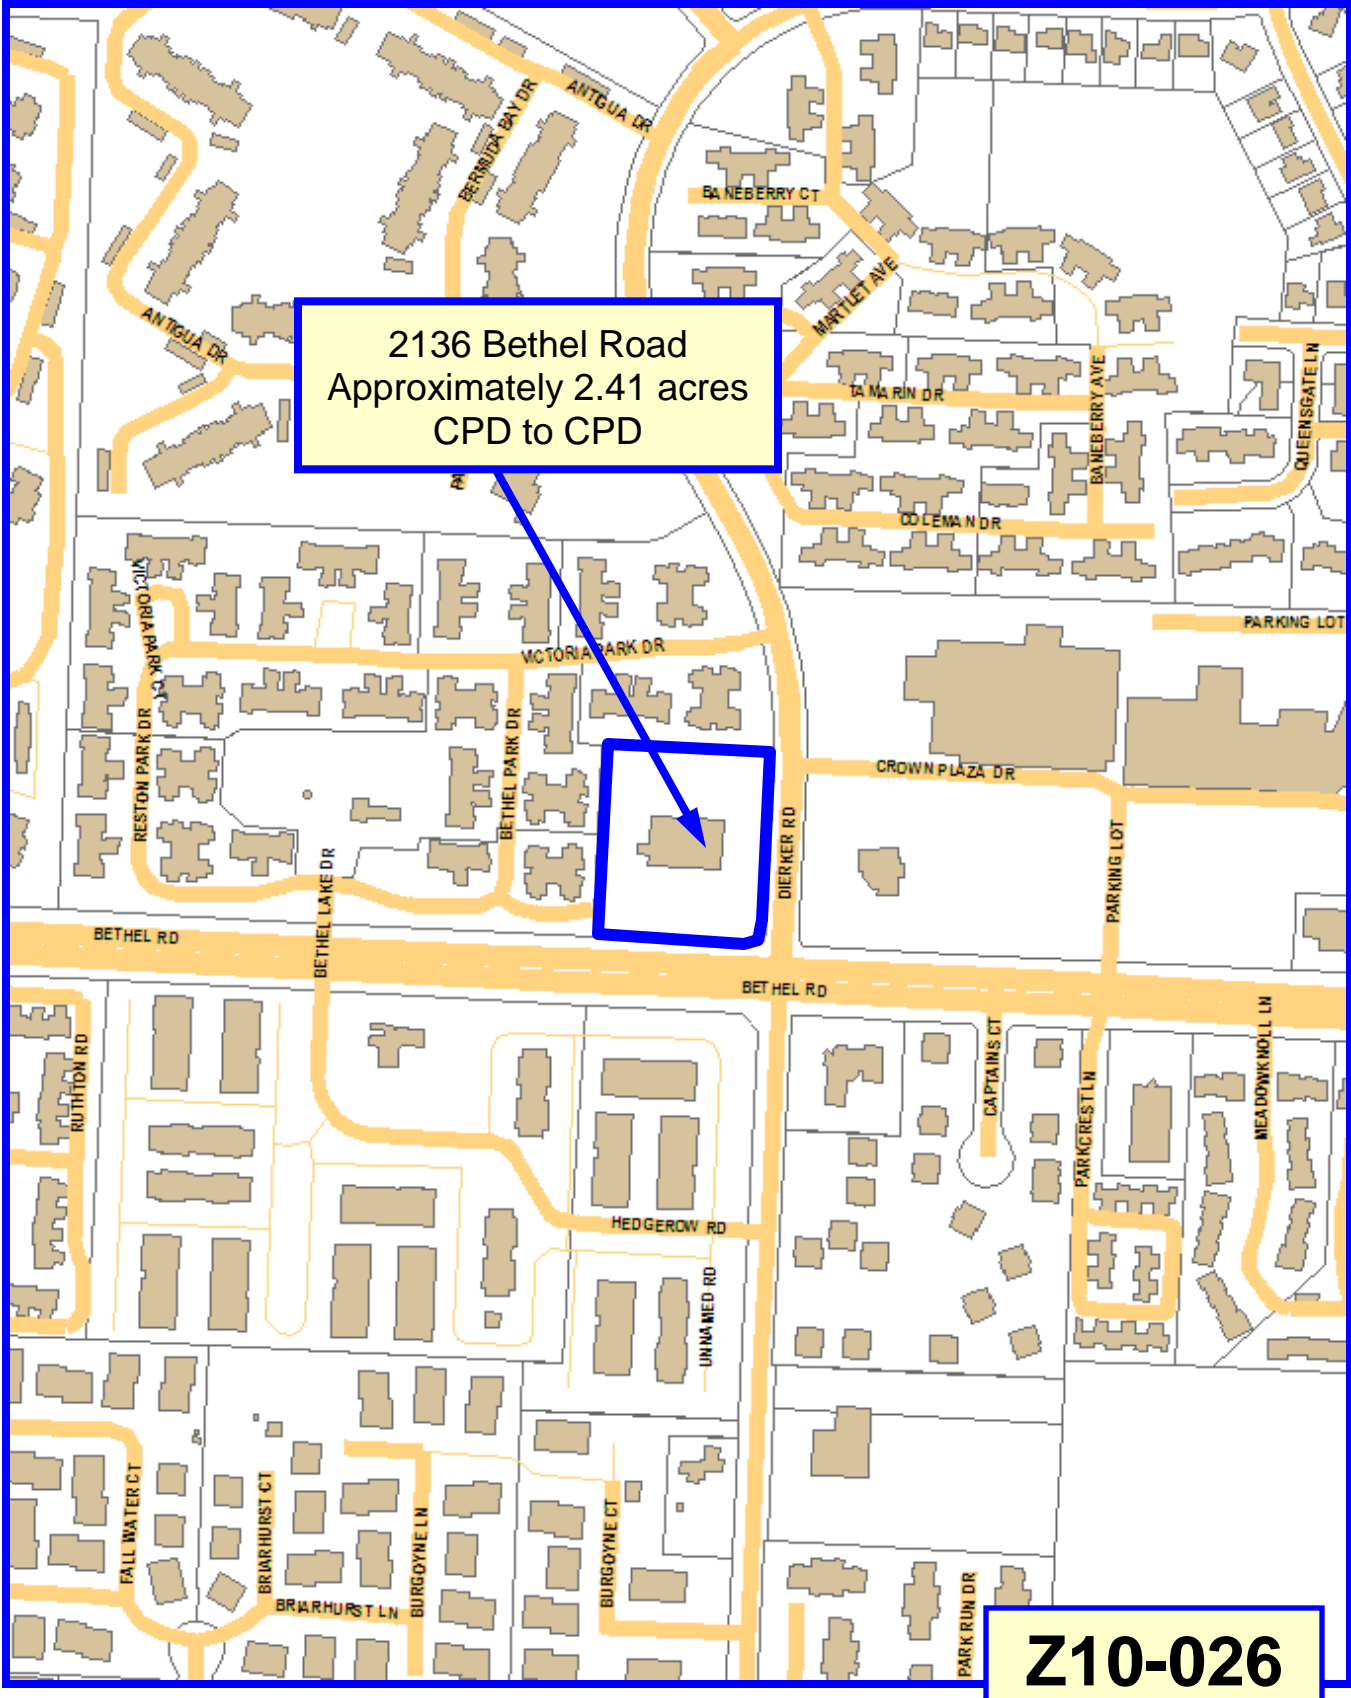 ANTIGUA DR
BERMUDA BAY DR
BANEBERRY CT
MARTLET AVE
ANTIGUA DR
2136 Bethel Road
Approximately 2.41 acres
CPD to CPD
PA
TAMARIN DR
BANEBERRY AVE
QUEENSGATE LN
COLEMAN DR
VICTORIA PARK CT
PARKING LOT
VICTORIA PARK DR
RESTON PARK DR
BETHEL PARK DR
CROWN PLAZA DR
DIERKER RD
PARKING LOT
BETHEL LAKE DR
BETHEL RD
BETHEL RD
RUTHTON RD
CAPTAINS CT
PARKCREST LN
MEADOWKNOLL LN
HEDGEROW RD
UNNAMED RD
FALL WATER CT
BRIARHURST CT
BURGOYNE LN
BURGOYNE CT
BRIARHURST LN
PARK RUN DR
Z10-026